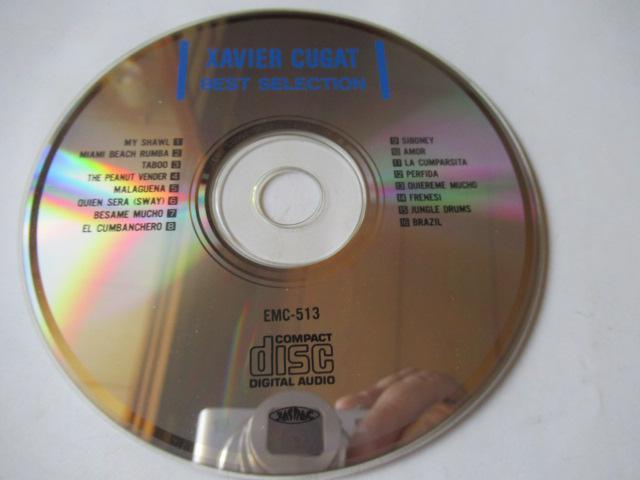 XAVIER CUGAT
BEST SELECTION
MY SHAWL 1
MIAMI BEACH RUMBA 2
TABOO 3
THE PEANUT VENDER 4
MALAGUENA 5
QUIEN SERA (SWAY) 6
BESAME MUCHO 7
EL CUMBANCHERO 8
9 SIBONEY
10 AMOR
11 LA CUMPARSITA
12 PERFIDA
13 QUIEREME MUCHO
14 FRENESI
15 JUNGLE DRUMS
16 BRAZIL
EMC-513
COMPACT
disc
DIGITAL AUDIO